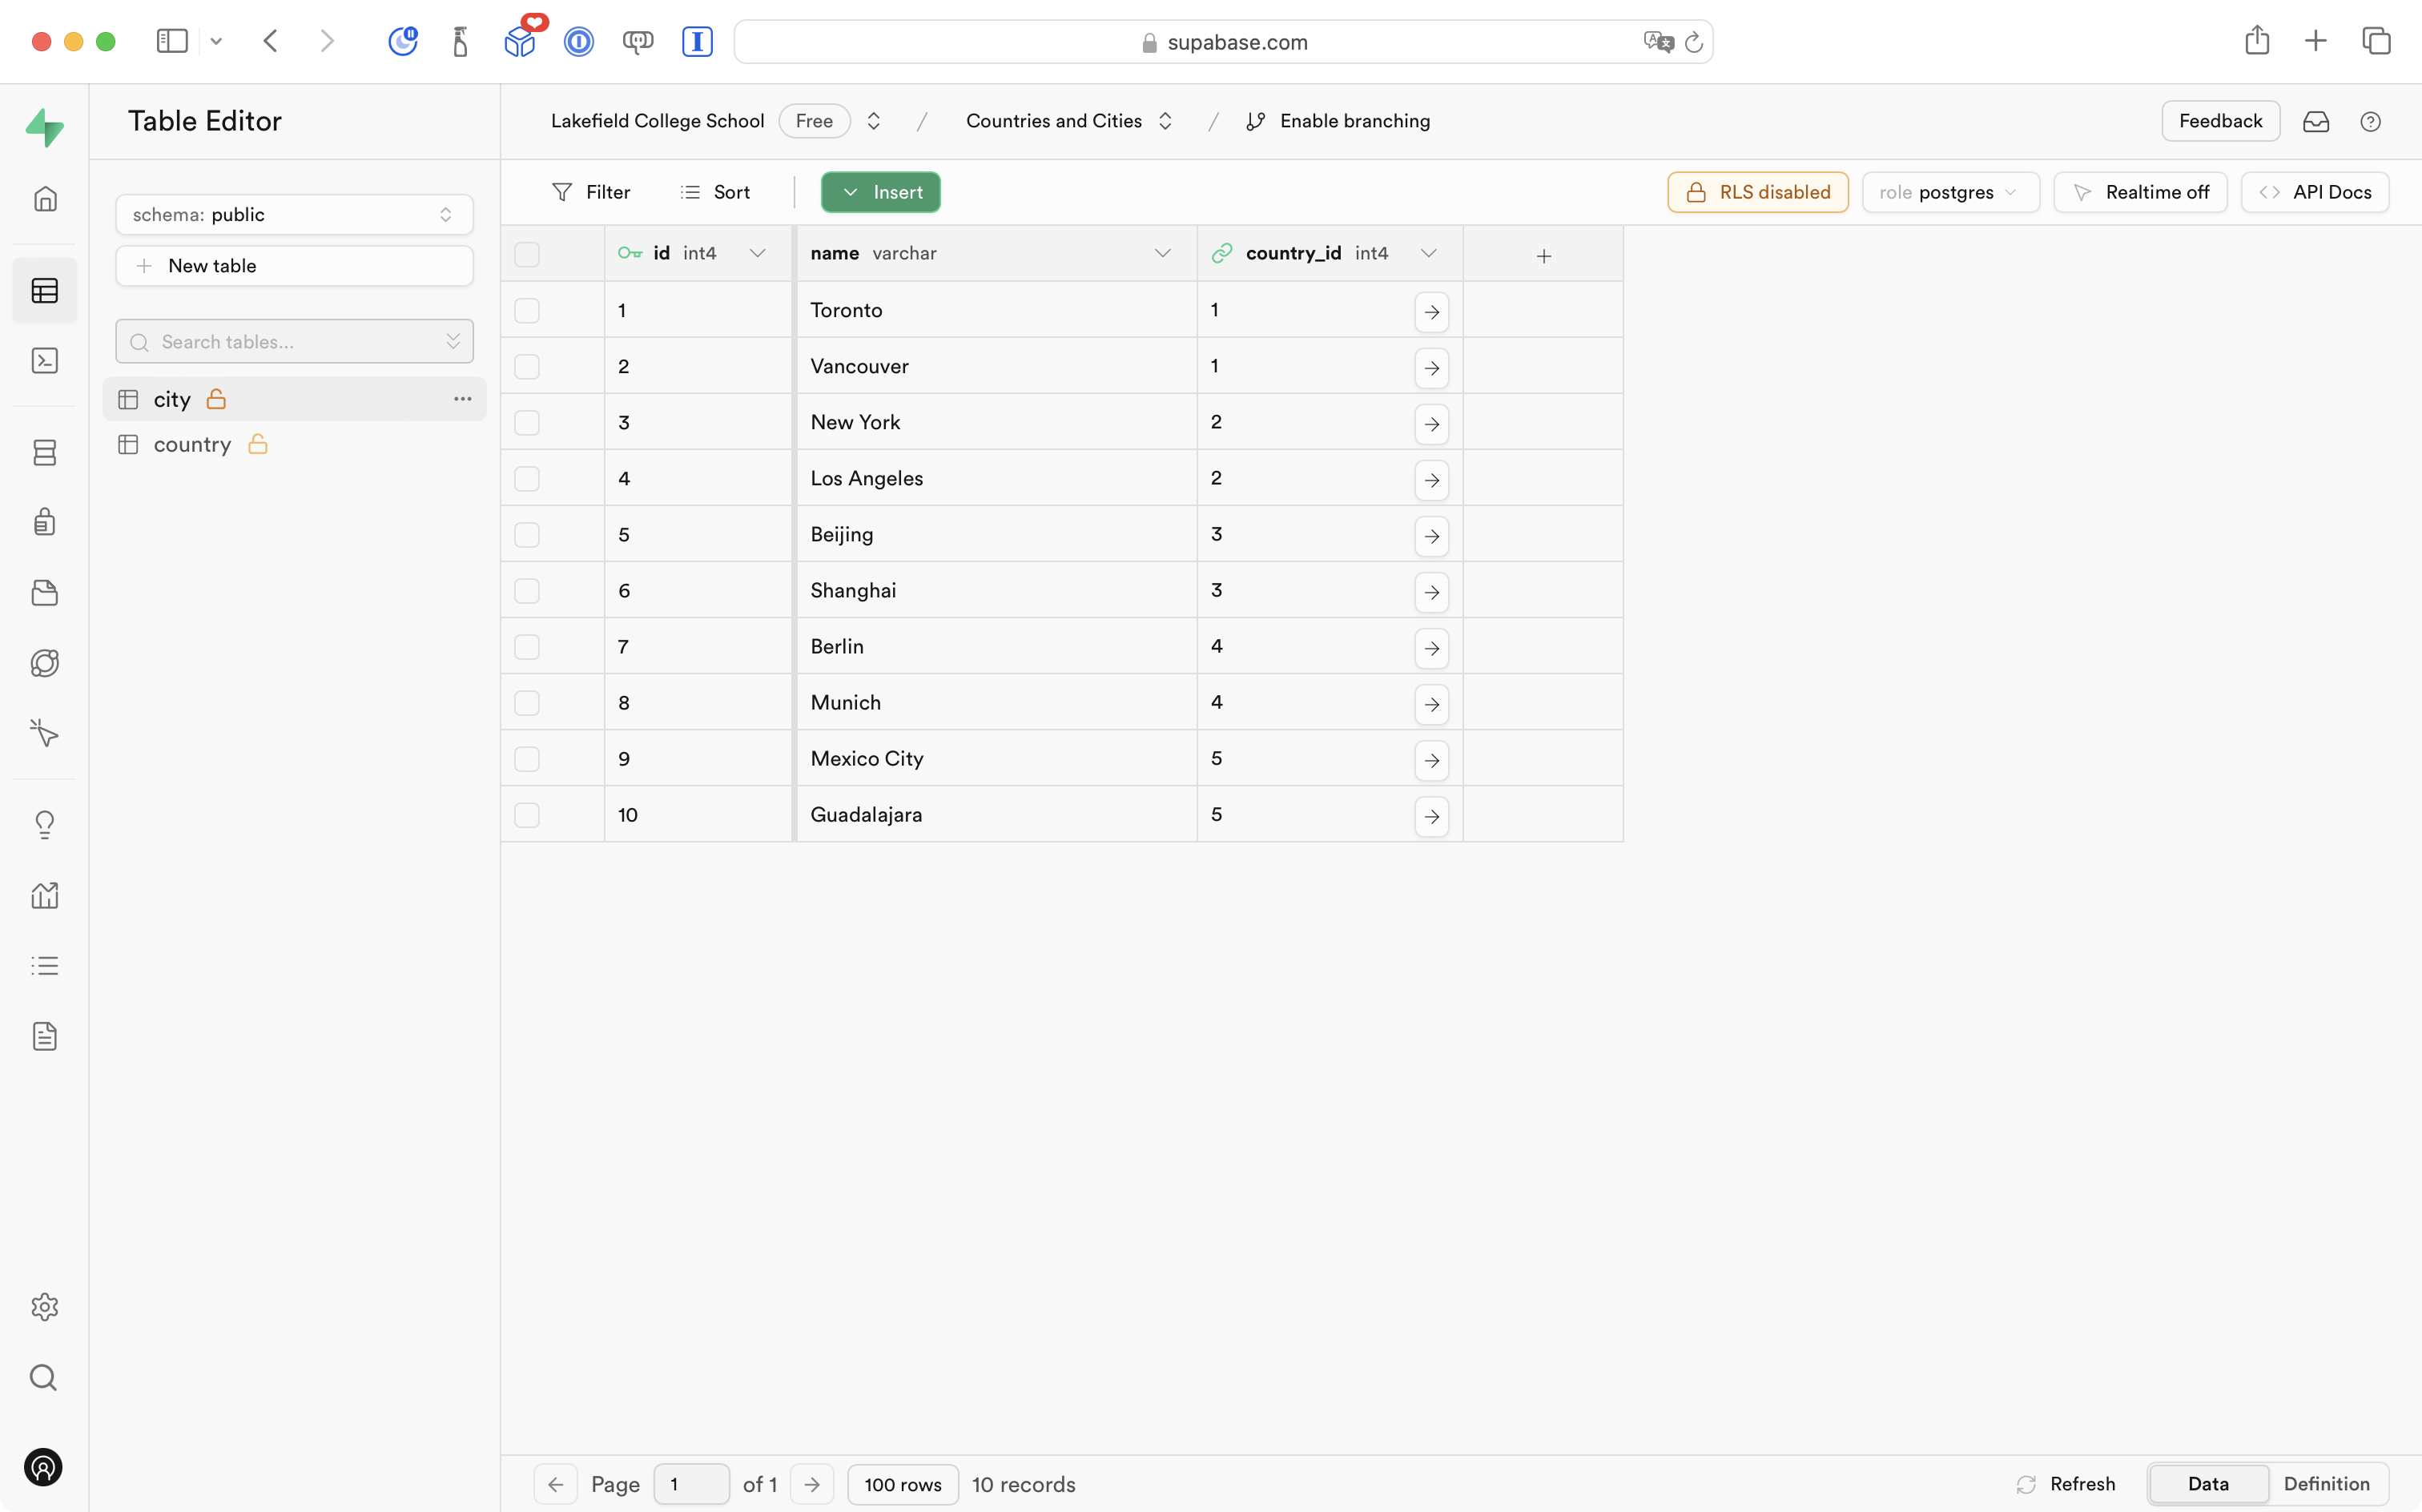 supabase.com
Table Editor
Lakefield College School Free / Countries and Cities / Enable branching
Feedback
schema: public
New table
Search tables...
city
country
Filter Sort Insert
RLS disabled role postgres Realtime off API Docs
id int4 name varchar country_id int4
1 Toronto 1
2 Vancouver 1
3 New York 2
4 Los Angeles 2
5 Beijing 3
6 Shanghai 3
7 Berlin 4
8 Munich 4
9 Mexico City 5
10 Guadalajara 5
Page 1 of 1 100 rows 10 records
Refresh Data Definition